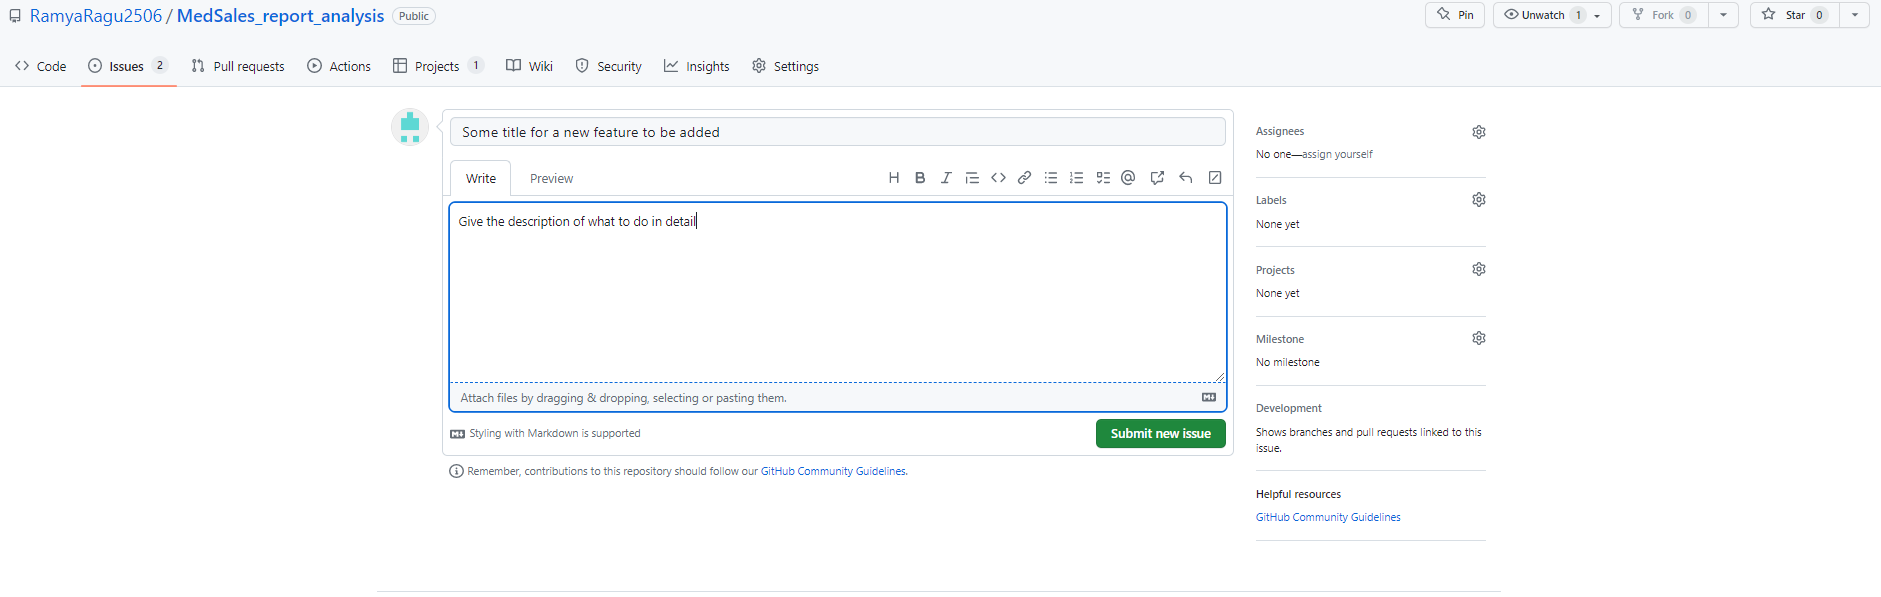 RamyaRagu2506 / MedSales_report_analysis Public
Pin Unwatch 1 Fork 0 Star 0
Code Issues 2 Pull requests Actions Projects 1 Wiki Security Insights Settings
Some title for a new feature to be added
Write Preview
Give the description of what to do in detail
Attach files by dragging & dropping, selecting or pasting them.
Styling with Markdown is supported
Submit new issue
Remember, contributions to this repository should follow our GitHub Community Guidelines.
Assignees
No one—assign yourself
Labels
None yet
Projects
None yet
Milestone
No milestone
Development
Shows branches and pull requests linked to this
issue.
Helpful resources
GitHub Community Guidelines